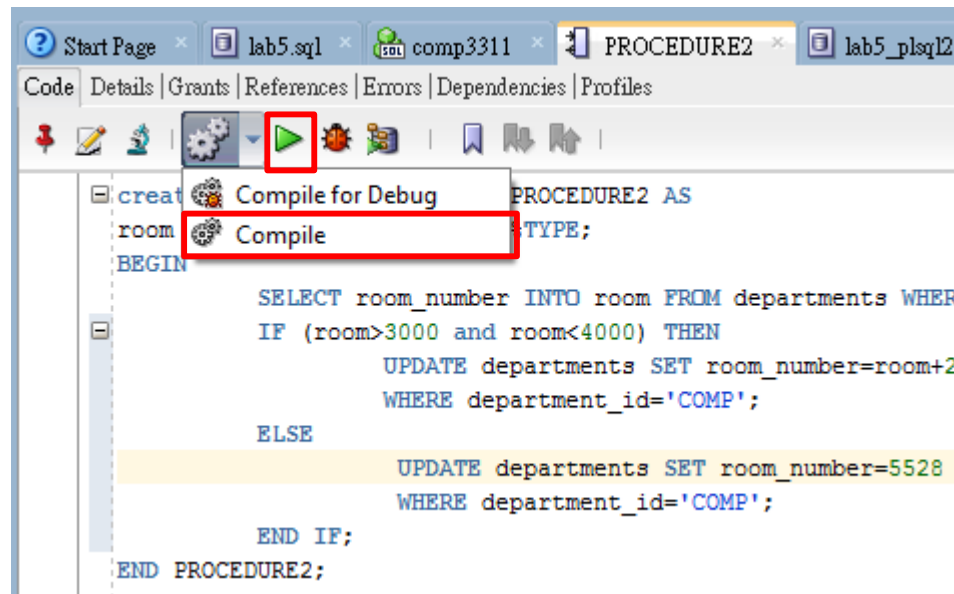 Start Page lab5.sql comp3311 PROCEDURE2 lab5_plsql2
Code Details | Grants | References | Errors | Dependencies | Profiles
creat PROCEDURE2 AS
Compile for Debug
room %TYPE;
Compile
BEGIN
SELECT room_number INTO room FROM departments WHER
IF (room>3000 and room<4000) THEN
UPDATE departments SET room_number=room+2
WHERE department_id='COMP';
ELSE
UPDATE departments SET room_number=5528
WHERE department_id='COMP';
END IF;
END PROCEDURE2;